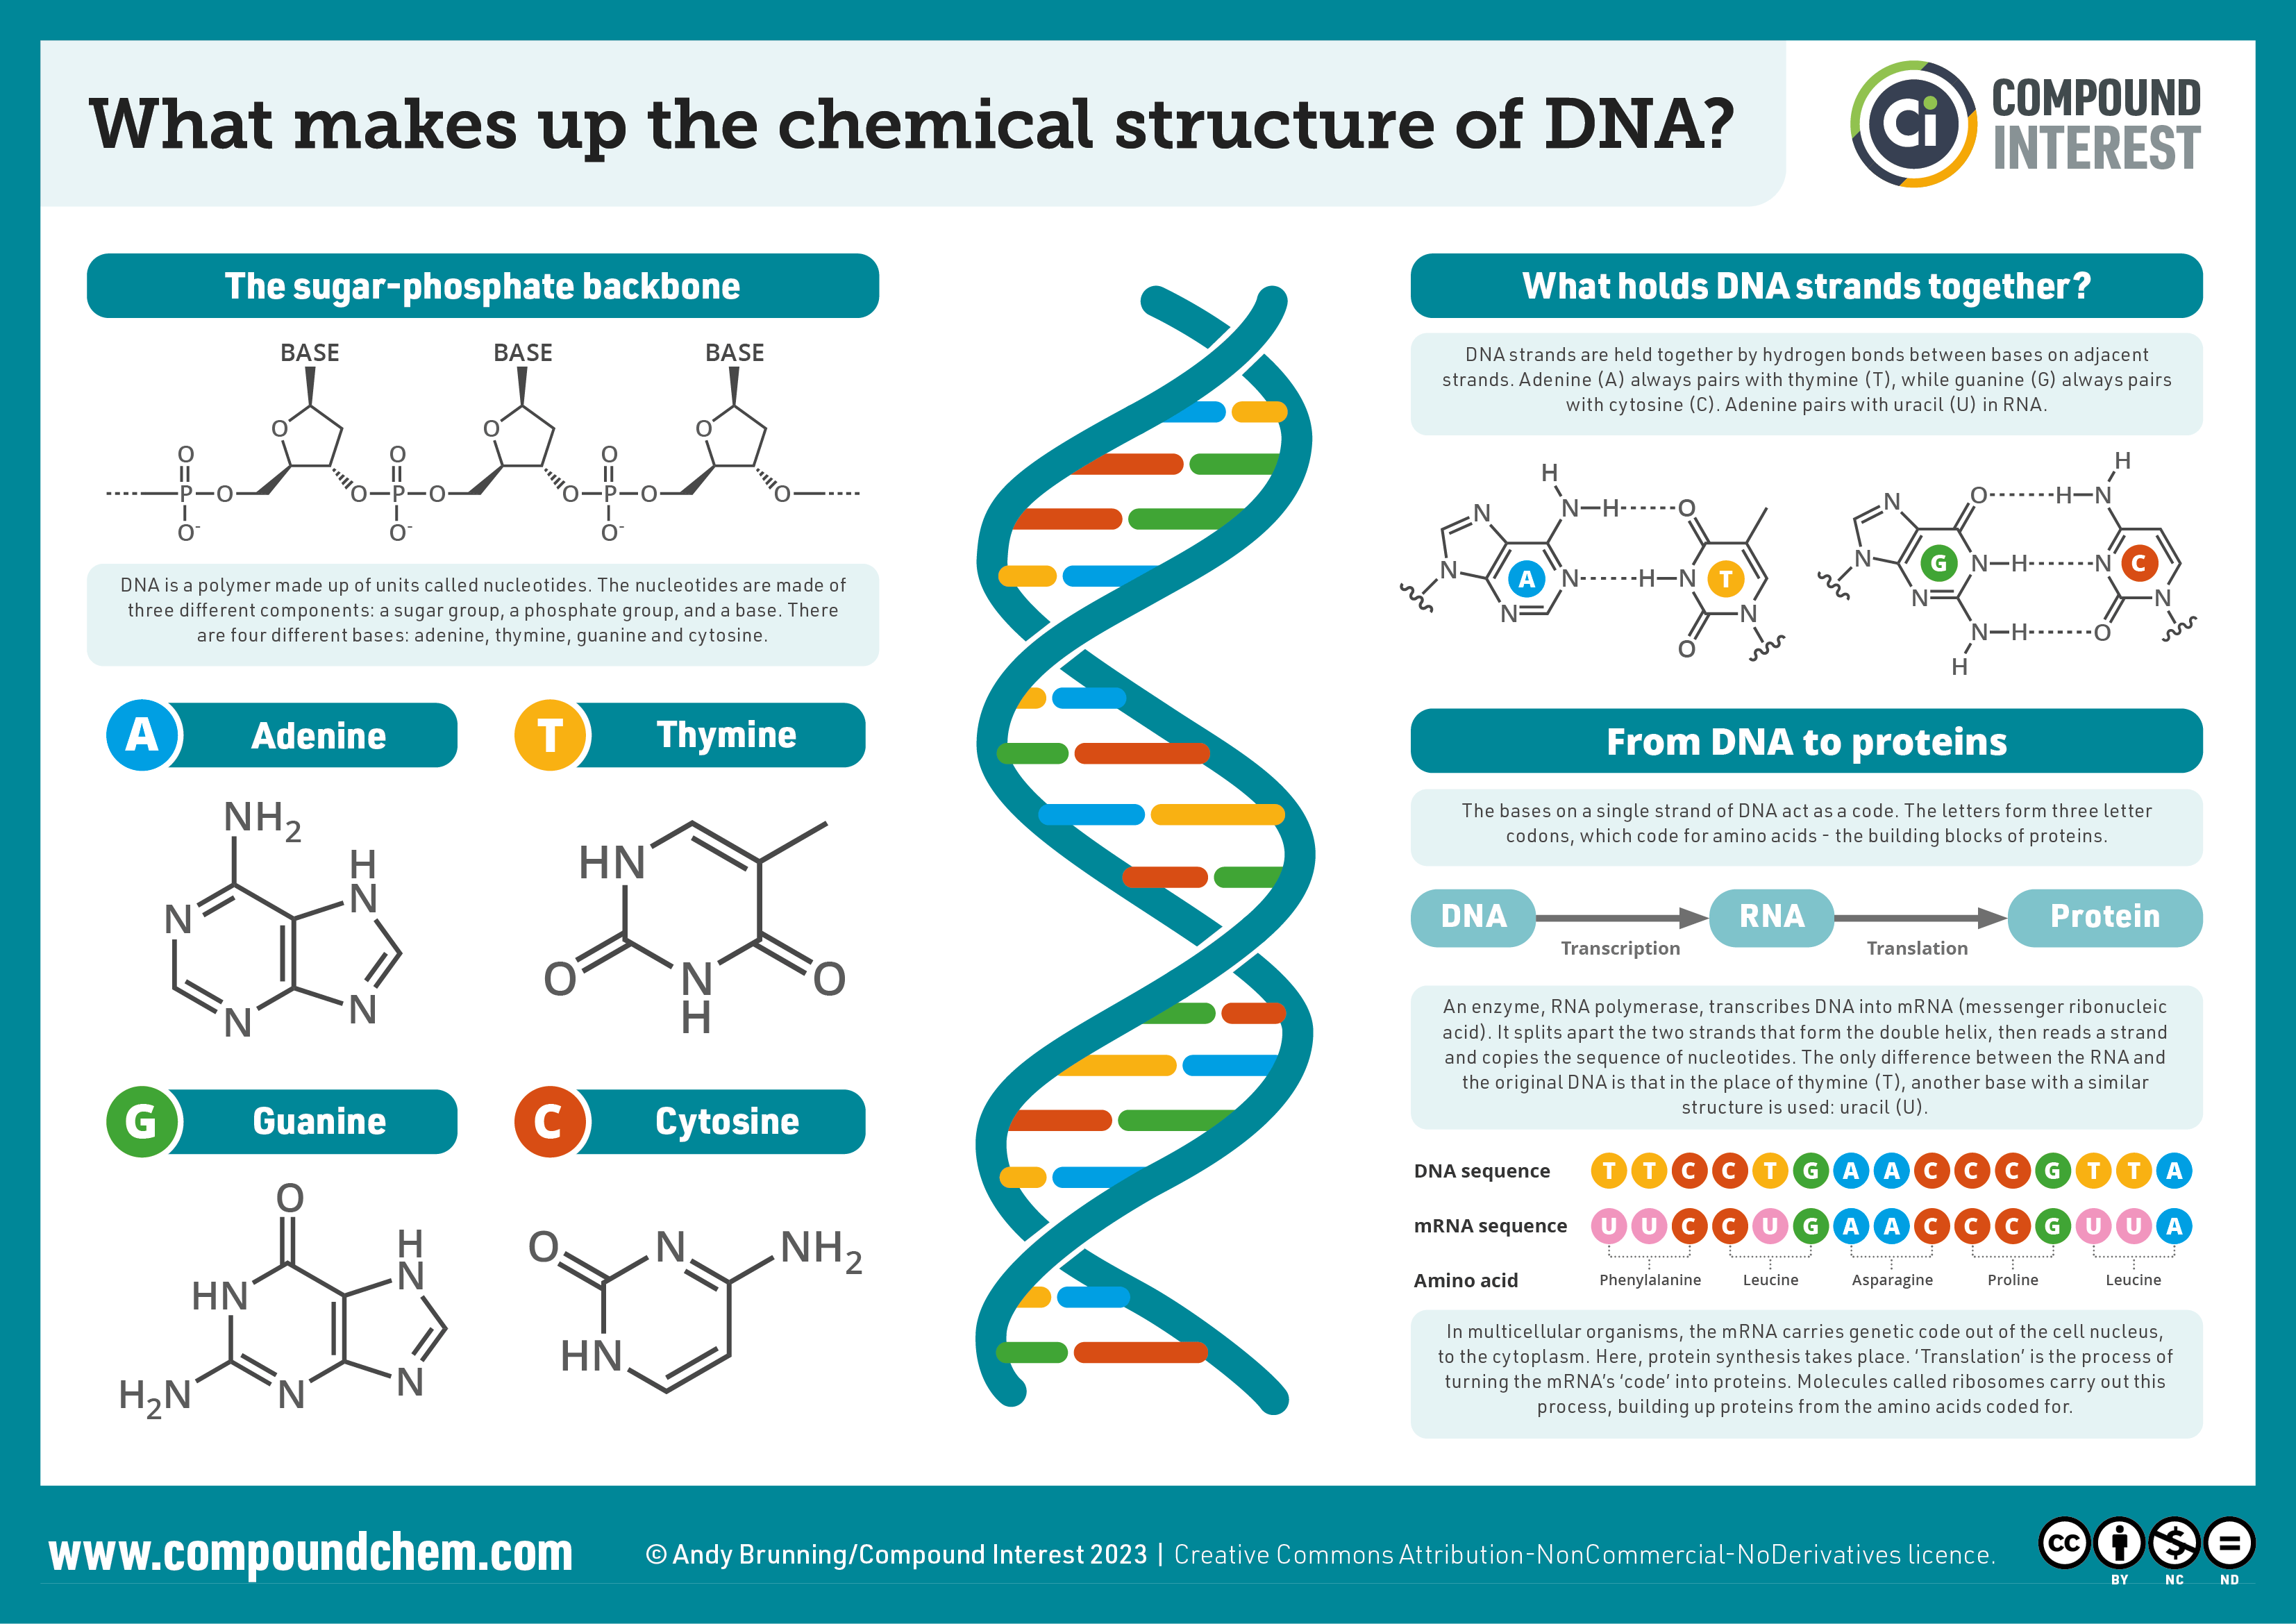 What makes up the chemical structure of DNA?
Ci
COMPOUND
INTEREST
The sugar-phosphate backbone
BASE BASE BASE
O O O
O O O
P O O P O O P O O
O- O- O-
DNA is a polymer made up of units called nucleotides. The nucleotides are made of
three different components: a sugar group, a phosphate group, and a base. There
are four different bases: adenine, thymine, guanine and cytosine.
A Adenine
NH2
H
N
N
N
N
T Thymine
HN
O
N
H
O
G Guanine
O
H
N
HN
H2N
N
N
C Cytosine
O
N
NH2
HN
What holds DNA strands together?
DNA strands are held together by hydrogen bonds between bases on adjacent
strands. Adenine (A) always pairs with thymine (T), while guanine (G) always pairs
with cytosine (C). Adenine pairs with uracil (U) in RNA.
H
N N H O
N A N H N T
N N
O
H
N O H N
N G N H N C
N N
N H O
H
From DNA to proteins
The bases on a single strand of DNA act as a code. The letters form three letter
codons, which code for amino acids - the building blocks of proteins.
DNA RNA Protein
Transcription Translation
An enzyme, RNA polymerase, transcribes DNA into mRNA (messenger ribonucleic
acid). It splits apart the two strands that form the double helix, then reads a strand
and copies the sequence of nucleotides. The only difference between the RNA and
the original DNA is that in the place of thymine (T), another base with a similar
structure is used: uracil (U).
DNA sequence T T C C T G A A C C C G T T A
mRNA sequence U U C C U G A A C C C G U U A
Amino acid Phenylalanine Leucine Asparagine Proline Leucine
In multicellular organisms, the mRNA carries genetic code out of the cell nucleus,
to the cytoplasm. Here, protein synthesis takes place. ‘Translation’ is the process of
turning the mRNA’s ‘code’ into proteins. Molecules called ribosomes carry out this
process, building up proteins from the amino acids coded for.
www.compoundchem.com
© Andy Brunning/Compound Interest 2023 | Creative Commons Attribution-NonCommercial-NoDerivatives licence.
CC
BY NC ND